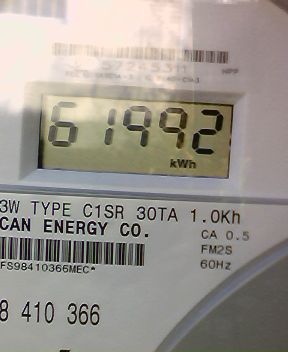 61992
kWh
3W TYPE C1SR 30TA 1.0Kh
CAN ENERGY CO.
CA 0.5
FM2S
60Hz
FS98410366MEC*
8 410 366